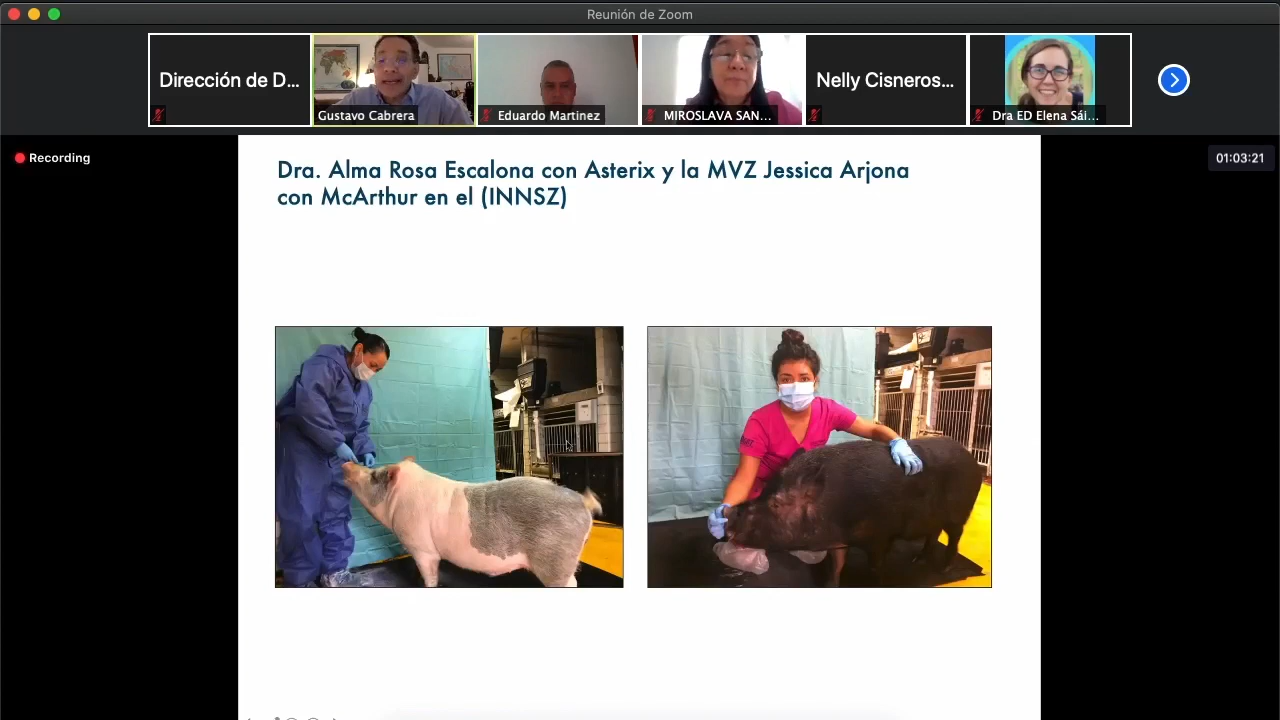 Reunión de Zoom
Dirección de D...
Gustavo Cabrera
Eduardo Martinez
MIROSLAVA SAN...
Nelly Cisneros...
Dra ED Elena Sái...
Recording
01:03:21
Dra. Alma Rosa Escalona con Asterix y la MVZ Jessica Arjona
con McArthur en el (INNSZ)